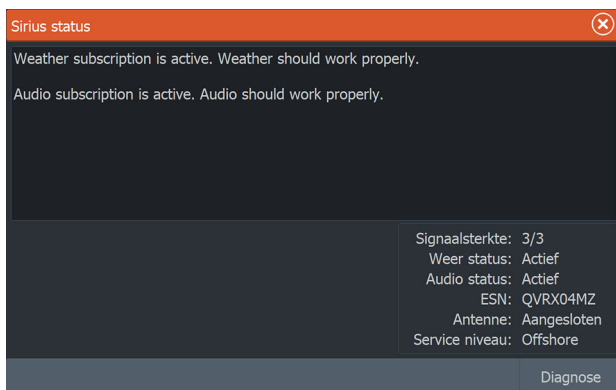 Sirius status
Weather subscription is active. Weather should work properly.
Audio subscription is active. Audio should work properly.
Signaalsterkte: 3/3
Weer status: Actief
Audio status: Actief
ESN: QVRX04MZ
Antenne: Aangesloten
Service niveau: Offshore
Diagnose